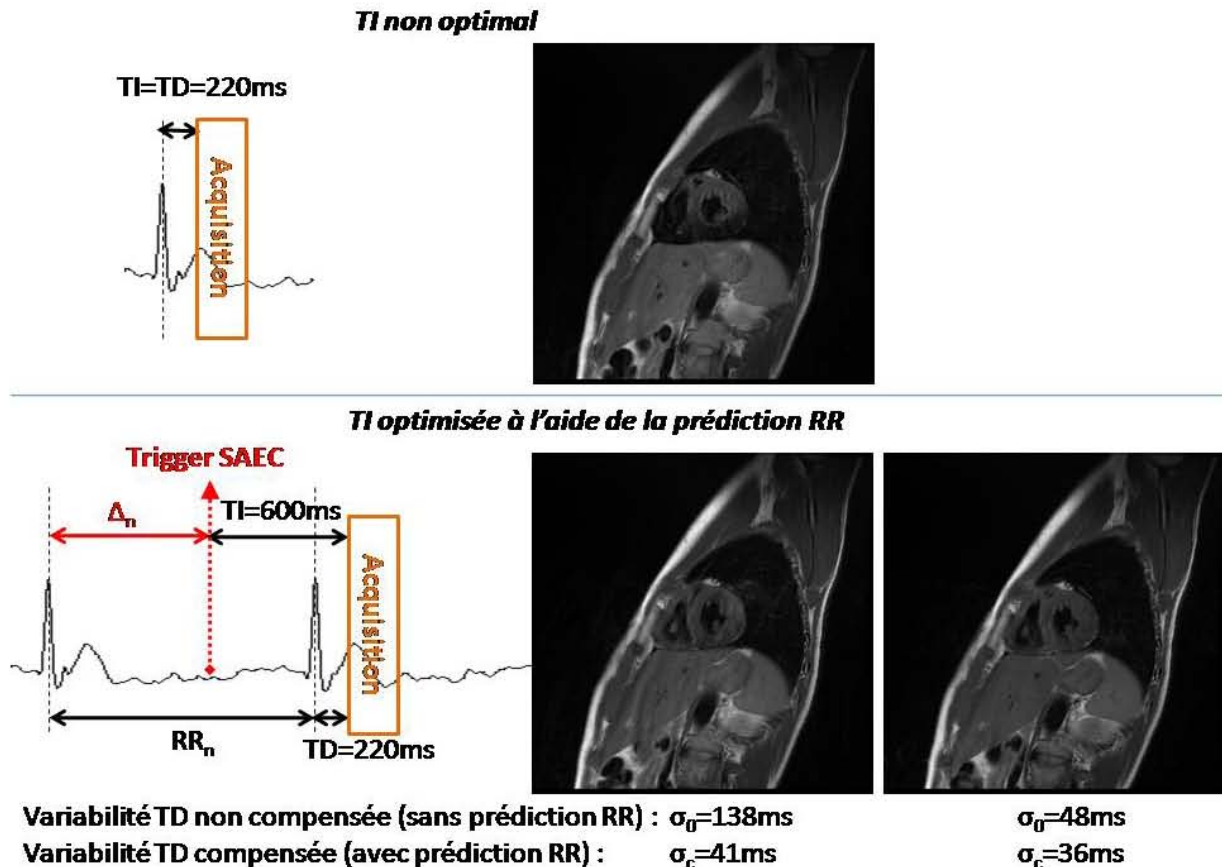 TI non optimal
TI=TD=220ms
Acquisition
TI optimisée à l'aide de la prédiction RR
Trigger SAEC
Δn
TI=600ms
Acquisition
RRn
TD=220ms
Variabilité TD non compensée (sans prédiction RR) : σ0=138ms σ0=48ms
Variabilité TD compensée (avec prédiction RR) : σc=41ms σc=36ms